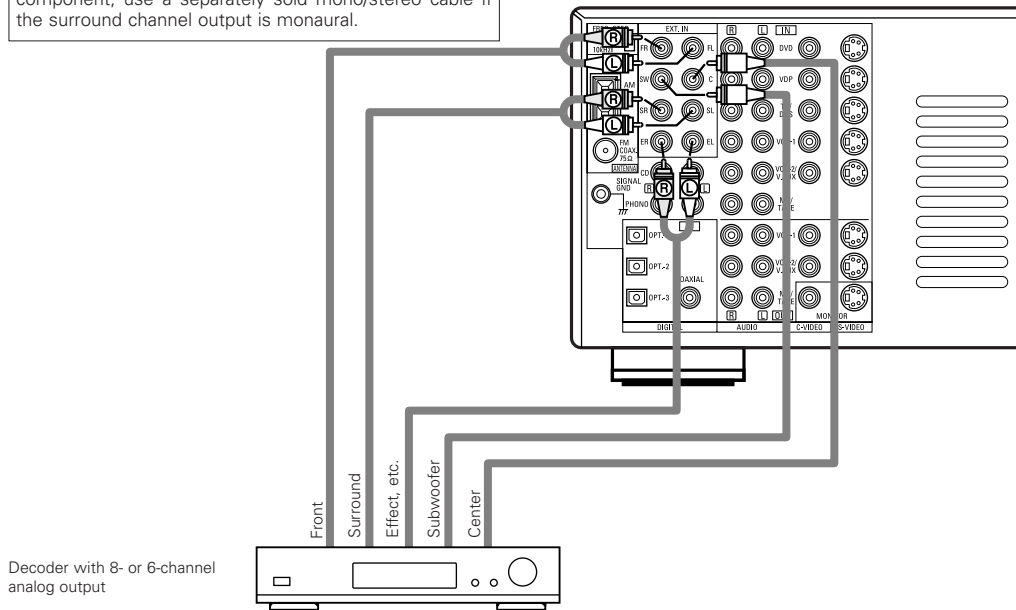 component, use a separately sold mono/stereo cable if
the surround channel output is monaural.
EXT. IN
R L IN
FR FL DVD
R
10kHz
L
SW C VDP
AM
R
SR SL
L
ER EL
FM
COAX.
75Ω
ANTENNA
CD
SIGNAL
GND
R R L L
PHONO
OPT.
OPT.-2
COAXIAL
OPT.-3
R L MONITOR
DIGITAL AUDIO C-VIDEO S-VIDEO
Front
Surround
Effect, etc.
Subwoofer
Center
Decoder with 8- or 6-channel
analog output